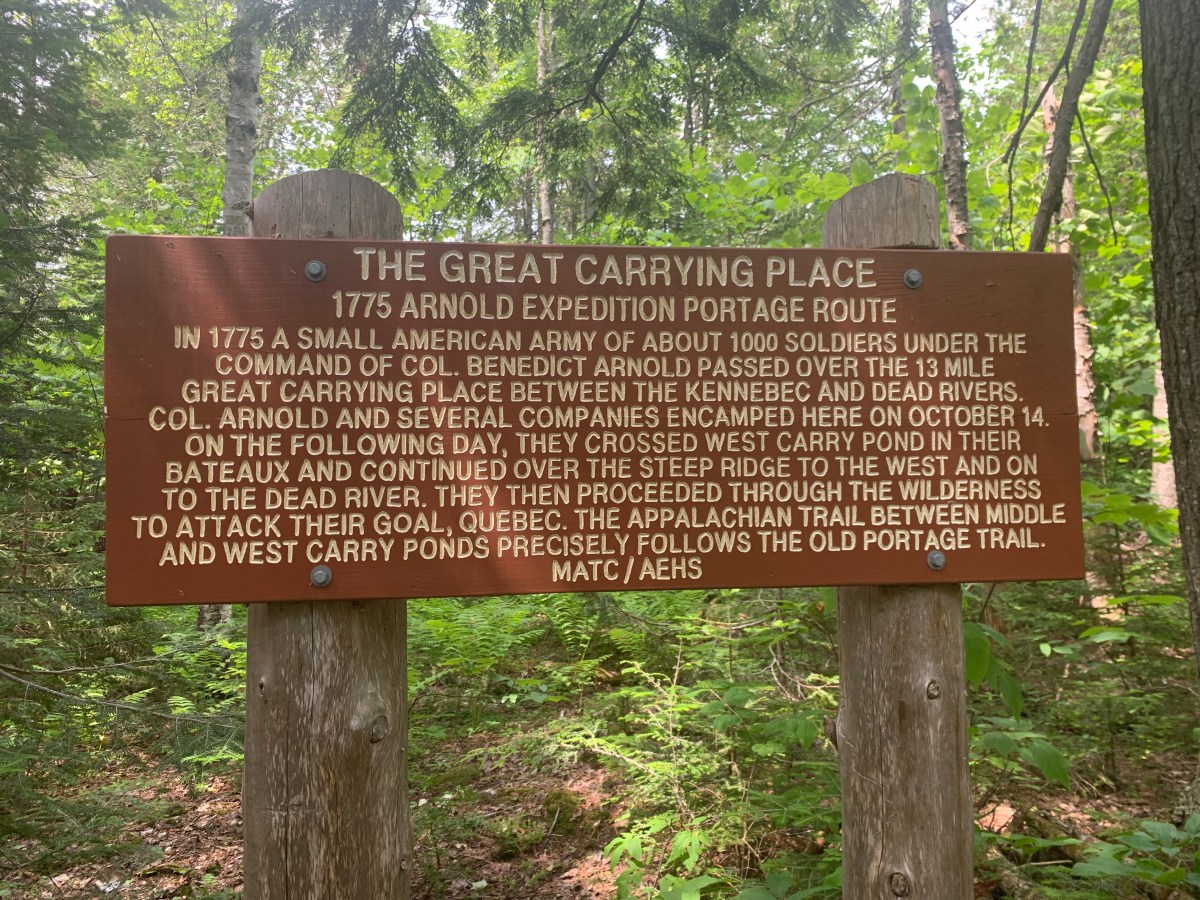 THE GREAT CARRYING PLACE
1775 ARNOLD EXPEDITION PORTAGE ROUTE
IN 1775 A SMALL AMERICAN ARMY OF ABOUT 1000 SOLDIERS UNDER THE
COMMAND OF COL. BENEDICT ARNOLD PASSED OVER THE 13 MILE
GREAT CARRYING PLACE BETWEEN THE KENNEBEC AND DEAD RIVERS.
COL. ARNOLD AND SEVERAL COMPANIES ENCAMPED HERE ON OCTOBER 14.
ON THE FOLLOWING DAY, THEY CROSSED WEST CARRY POND IN THEIR
BATEAUX AND CONTINUED OVER THE STEEP RIDGE TO THE WEST AND ON
TO THE DEAD RIVER. THEY THEN PROCEEDED THROUGH THE WILDERNESS
TO ATTACK THEIR GOAL, QUEBEC. THE APPALACHIAN TRAIL BETWEEN MIDDLE
AND WEST CARRY PONDS PRECISELY FOLLOWS THE OLD PORTAGE TRAIL.
MATC / AEHS